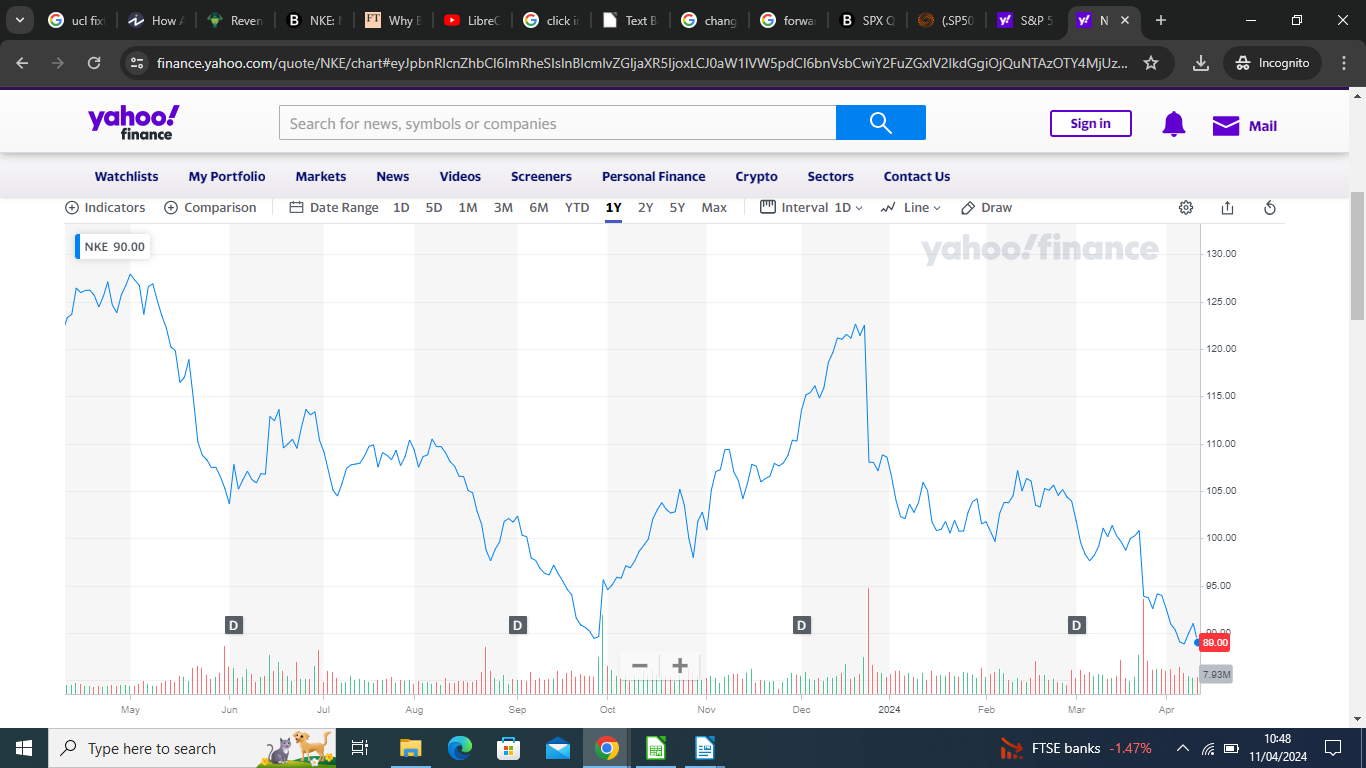 ucl fixt
How A
Reven
NKE: N
Why E
LibreC
click in
Text B
chang
forwa
SPX Q
(.SP50
S&P 5
N
finance.yahoo.com/quote/NKE/chart#eyJpbnRlcnZhbCI6ImRheSIsInBlcmlvZGljaXR5IjoxLCJ0aW1lVW5pdCI6bnVsbCwiY2FuZGxlV2lkdGgiOjQuNTAzOTY4MjUz...
Incognito
yahoo!
finance
Search for news, symbols or companies
Sign in
Mail
Watchlists
My Portfolio
Markets
News
Videos
Screeners
Personal Finance
Crypto
Sectors
Contact Us
Indicators
Comparison
Date Range
1D
5D
1M
3M
6M
YTD
1Y
2Y
5Y
Max
Interval 1D
Line
Draw
NKE 90.00
yahoo!finance
130.00
125.00
120.00
115.00
110.00
105.00
100.00
95.00
90.00
89.00
7.93M
D
D
D
D
May
Jun
Jul
Aug
Sep
Oct
Nov
Dec
2024
Feb
Mar
Apr
Type here to search
FTSE banks -1.47%
10:48
11/04/2024